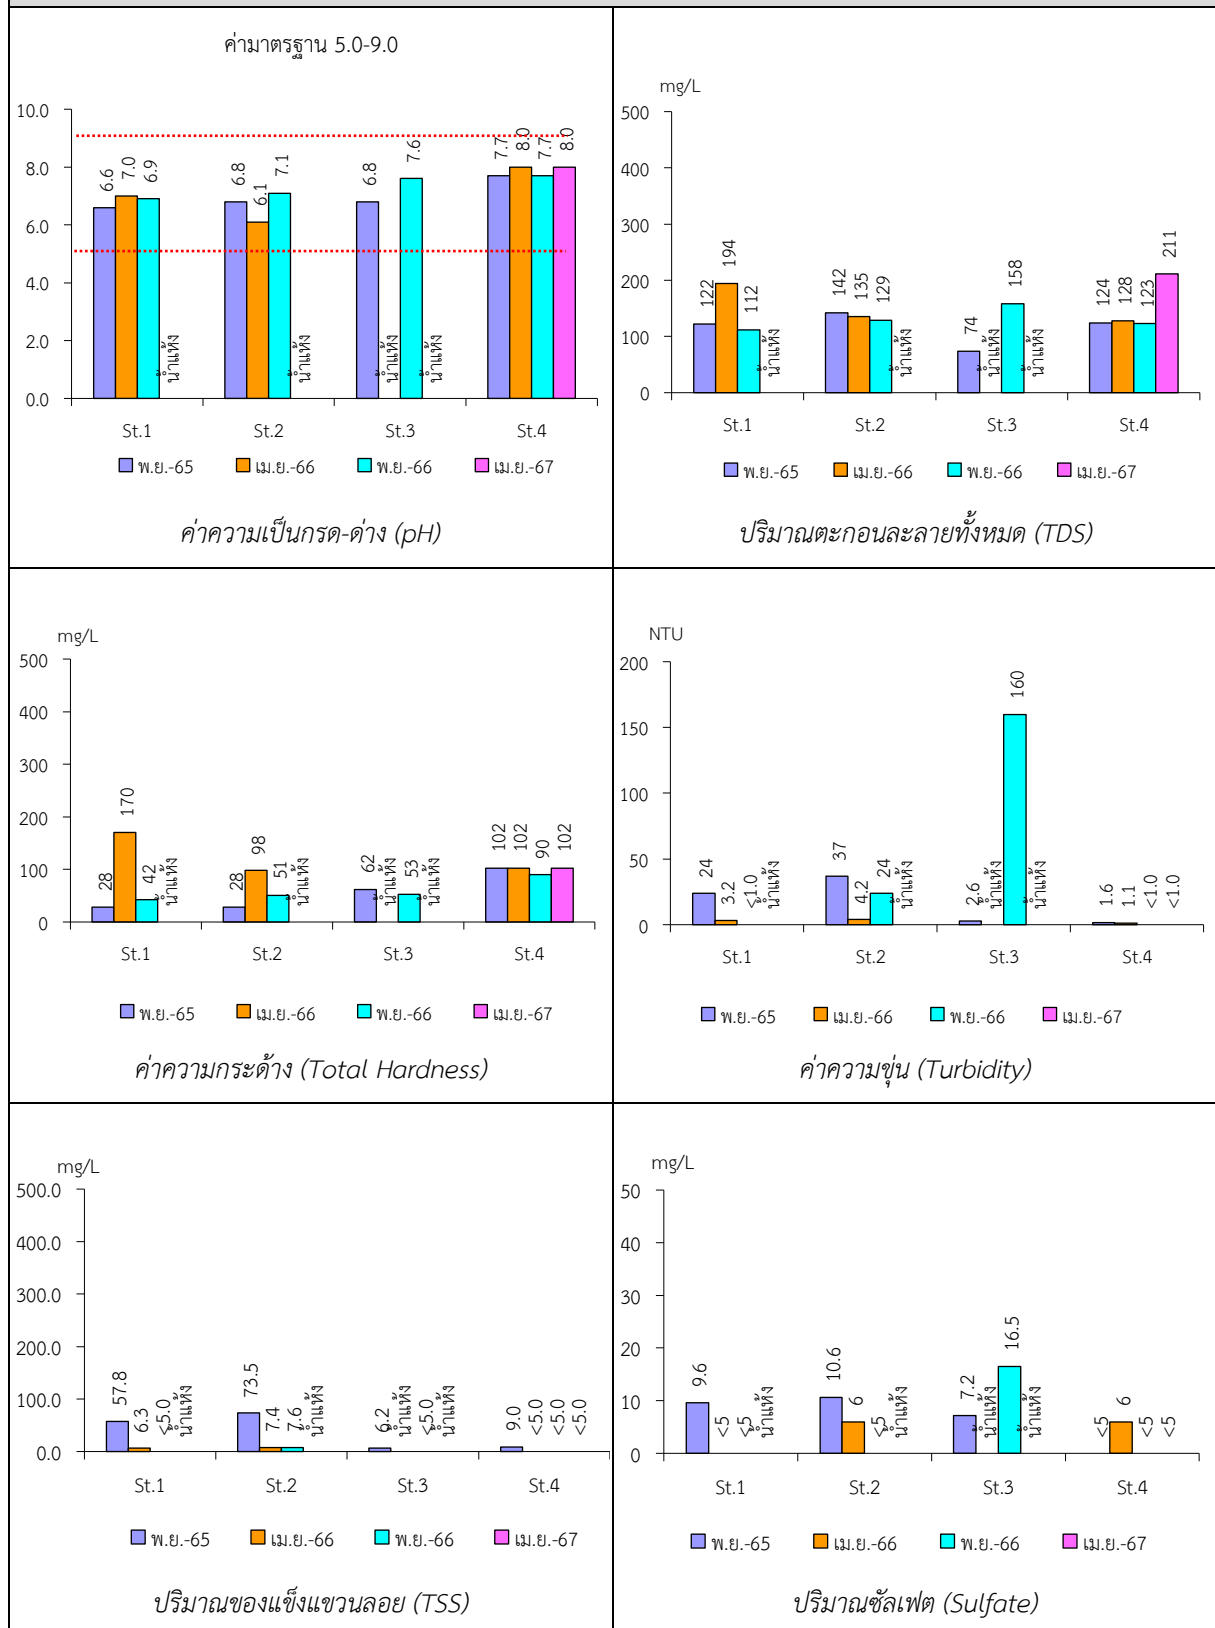 ค่ามาตรฐาน 5.0-9.0
10.0
8.0
6.0
4.0
2.0
0.0
6.6 7.0 6.9 น้ำแห้ง
6.8 6.1 7.1 น้ำแห้ง
6.8 น้ำแห้ง 7.6 น้ำแห้ง
7.7 8.0 7.7 8.0
St.1 St.2 St.3 St.4
พ.ย.-65 เม.ย.-66 พ.ย.-66 เม.ย.-67
ค่าความเป็นกรด-ด่าง (pH)
mg/L
500
400
300
200
100
0
122 194 112 น้ำแห้ง
142 135 129 น้ำแห้ง
74 น้ำแห้ง 158 น้ำแห้ง
124 128 123 211
St.1 St.2 St.3 St.4
พ.ย.-65 เม.ย.-66 พ.ย.-66 เม.ย.-67
ปริมาณตะกอนละลายทั้งหมด (TDS)
mg/L
500
400
300
200
100
0
28 170 42 น้ำแห้ง
28 98 51 น้ำแห้ง
62 น้ำแห้ง 53 น้ำแห้ง
102 102 90 102
St.1 St.2 St.3 St.4
พ.ย.-65 เม.ย.-66 พ.ย.-66 เม.ย.-67
ค่าความกระด้าง (Total Hardness)
NTU
200
150
100
50
0
24 3.2 <1.0 น้ำแห้ง
37 4.2 24 น้ำแห้ง
2.6 น้ำแห้ง 160 น้ำแห้ง
1.6 1.1 <1.0 <1.0
St.1 St.2 St.3 St.4
พ.ย.-65 เม.ย.-66 พ.ย.-66 เม.ย.-67
ค่าความขุ่น (Turbidity)
mg/L
500.0
400.0
300.0
200.0
100.0
0.0
57.8 6.3 <5.0 น้ำแห้ง
73.5 7.4 7.6 น้ำแห้ง
6.2 น้ำแห้ง <5.0 น้ำแห้ง
9.0 <5.0 <5.0 <5.0
St.1 St.2 St.3 St.4
พ.ย.-65 เม.ย.-66 พ.ย.-66 เม.ย.-67
ปริมาณของแข็งแขวนลอย (TSS)
mg/L
50
40
30
20
10
0
9.6 <5 <5 น้ำแห้ง
10.6 6 <5 น้ำแห้ง
7.2 น้ำแห้ง 16.5 น้ำแห้ง
<5 6 <5 <5
St.1 St.2 St.3 St.4
พ.ย.-65 เม.ย.-66 พ.ย.-66 เม.ย.-67
ปริมาณซัลเฟต (Sulfate)